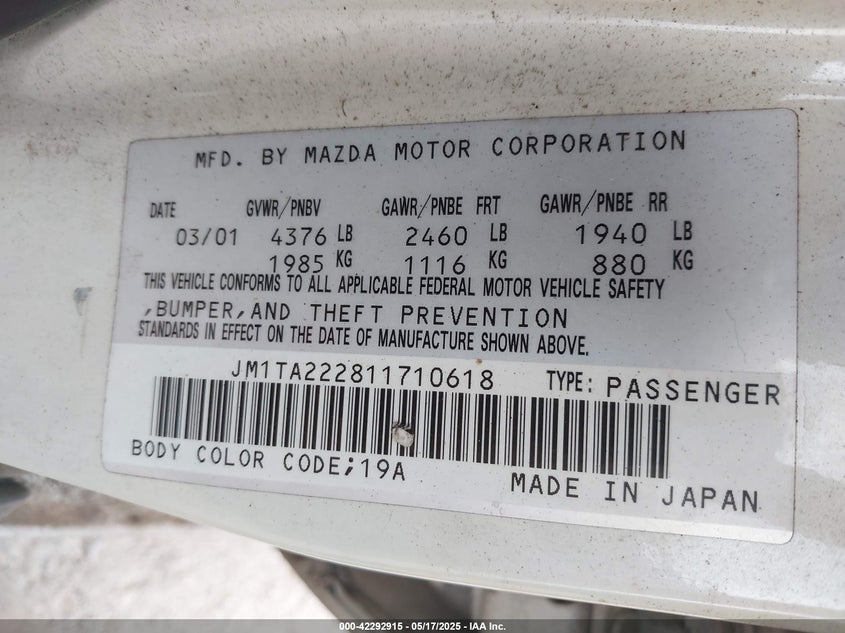 MFD. BY MAZDA MOTOR CORPORATION
DATE GVWR/PNBV GAWR/PNBE FRT GAWR/PNBE RR
03/01 4376 LB 2460 LB 1940 LB
1985 KG 1116 KG 880 KG
THIS VEHICLE CONFORMS TO ALL APPLICABLE FEDERAL MOTOR VEHICLE SAFETY
,BUMPER,AND THEFT PREVENTION
STANDARDS IN EFFECT ON THE DATE OF MANUFACTURE SHOWN ABOVE.
JM1TA222811710618 TYPE: PASSENGER
BODY COLOR CODE;19A
MADE IN JAPAN
000-42292915 - 05/17/2025 - IAA Inc.